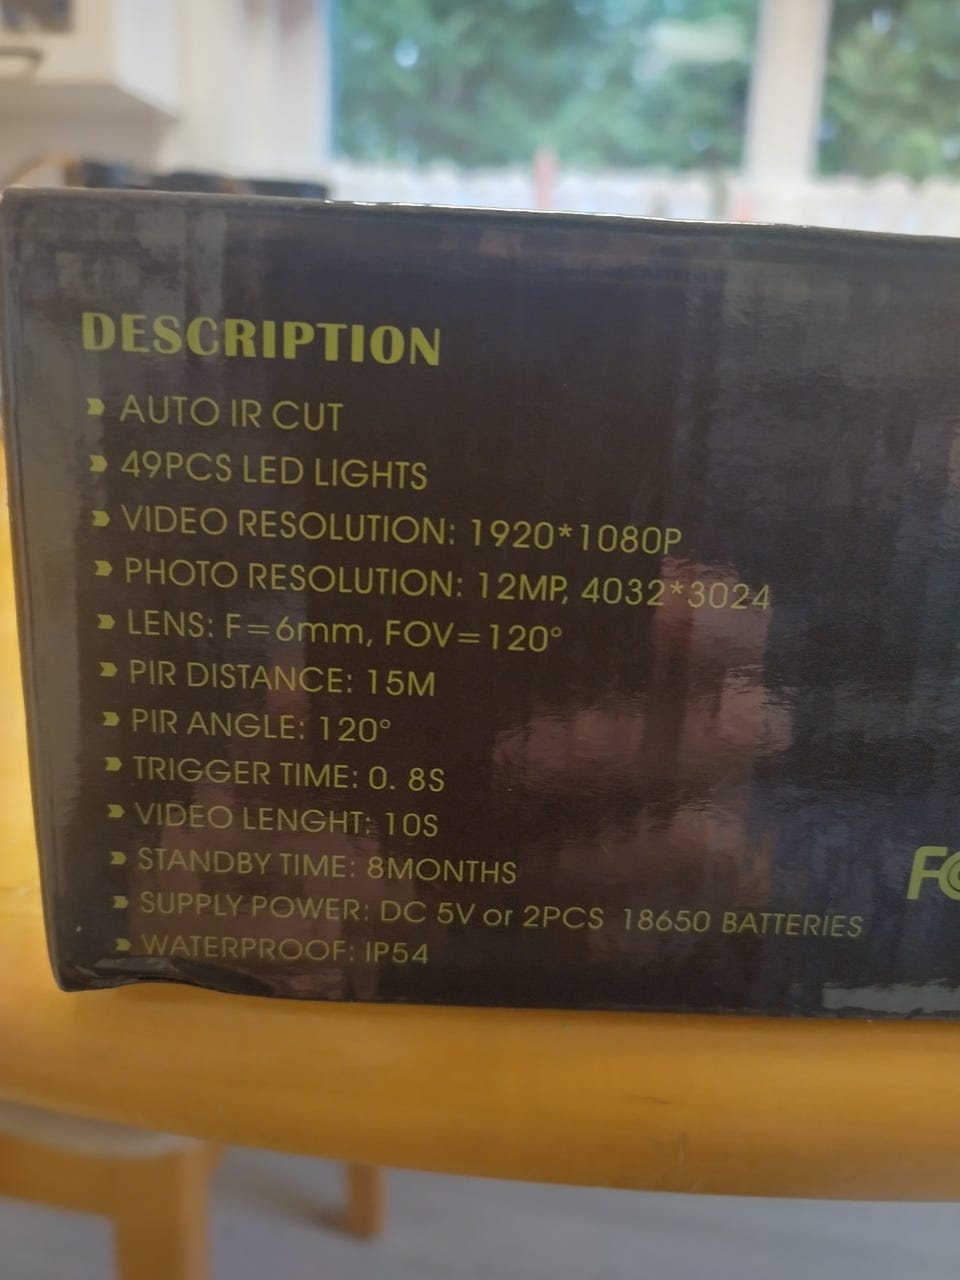 DESCRIPTION
AUTO IR CUT
49PCS LED LIGHTS
VIDEO RESOLUTION: 1920*1080P
PHOTO RESOLUTION: 12MP, 4032*3024
LENS: F=6mm, FOV=120°
PIR DISTANCE: 15M
PIR ANGLE: 120°
TRIGGER TIME: 0. 8S
VIDEO LENGHT: 10S
STANDBY TIME: 8MONTHS
SUPPLY POWER: DC 5V or 2PCS 18650 BATTERIES
WATERPROOF: IP54